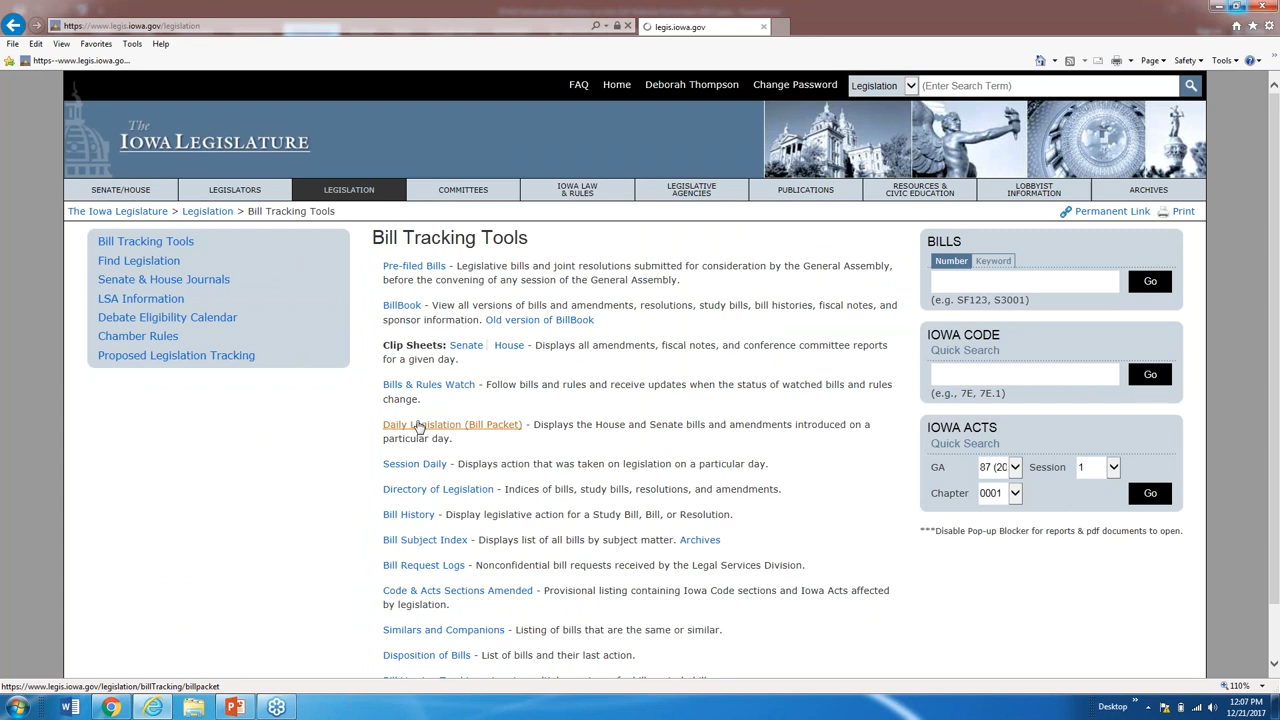 https://www.legis.iowa.gov/legislation
legis.iowa.gov
File Edit View Favorites Tools Help
https--www.legis.iowa.go...
Page Safety Tools
FAQ Home Deborah Thompson Change Password Legislation (Enter Search Term)
The
IOWA LEGISLATURE
SENATE/HOUSE LEGISLATORS LEGISLATION COMMITTEES IOWA LAW & RULES LEGISLATIVE AGENCIES PUBLICATIONS RESOURCES & CIVIC EDUCATION LOBBYIST INFORMATION ARCHIVES
The Iowa Legislature > Legislation > Bill Tracking Tools Permanent Link Print
Bill Tracking Tools
Find Legislation
Senate & House Journals
LSA Information
Debate Eligibility Calendar
Chamber Rules
Proposed Legislation Tracking
Bill Tracking Tools
Pre-filed Bills - Legislative bills and joint resolutions submitted for consideration by the General Assembly,
before the convening of any session of the General Assembly.
BillBook - View all versions of bills and amendments, resolutions, study bills, bill histories, fiscal notes, and
sponsor information. Old version of BillBook
Clip Sheets: Senate House - Displays all amendments, fiscal notes, and conference committee reports
for a given day.
Bills & Rules Watch - Follow bills and rules and receive updates when the status of watched bills and rules
change.
Daily Legislation (Bill Packet) - Displays the House and Senate bills and amendments introduced on a
particular day.
Session Daily - Displays action that was taken on legislation on a particular day.
Directory of Legislation - Indices of bills, study bills, resolutions, and amendments.
Bill History - Display legislative action for a Study Bill, Bill, or Resolution.
Bill Subject Index - Displays list of all bills by subject matter. Archives
Bill Request Logs - Nonconfidential bill requests received by the Legal Services Division.
Code & Acts Sections Amended - Provisional listing containing Iowa Code sections and Iowa Acts affected
by legislation.
Similars and Companions - Listing of bills that are the same or similar.
Disposition of Bills - List of bills and their last action.
BILLS
Number Keyword
Go
(e.g. SF123, S3001)
IOWA CODE
Quick Search
Go
(e.g., 7E, 7E.1)
IOWA ACTS
Quick Search
GA 87 (20 Session 1
Chapter 0001 Go
***Disable Pop-up Blocker for reports & pdf documents to open.
https://www.legis.iowa.gov/legislation/billTracking/billpacket
110%
Desktop
12:07 PM
12/21/2017